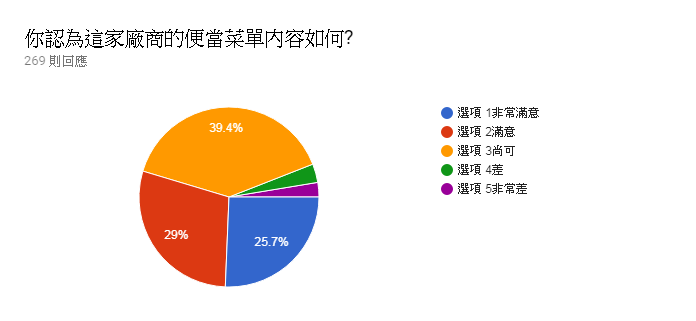 你認為這家廠商的便當菜單內容如何?
269 則回應
39.4%
29%
25.7%
選項 1非常滿意
選項 2滿意
選項 3尚可
選項 4差
選項 5非常差